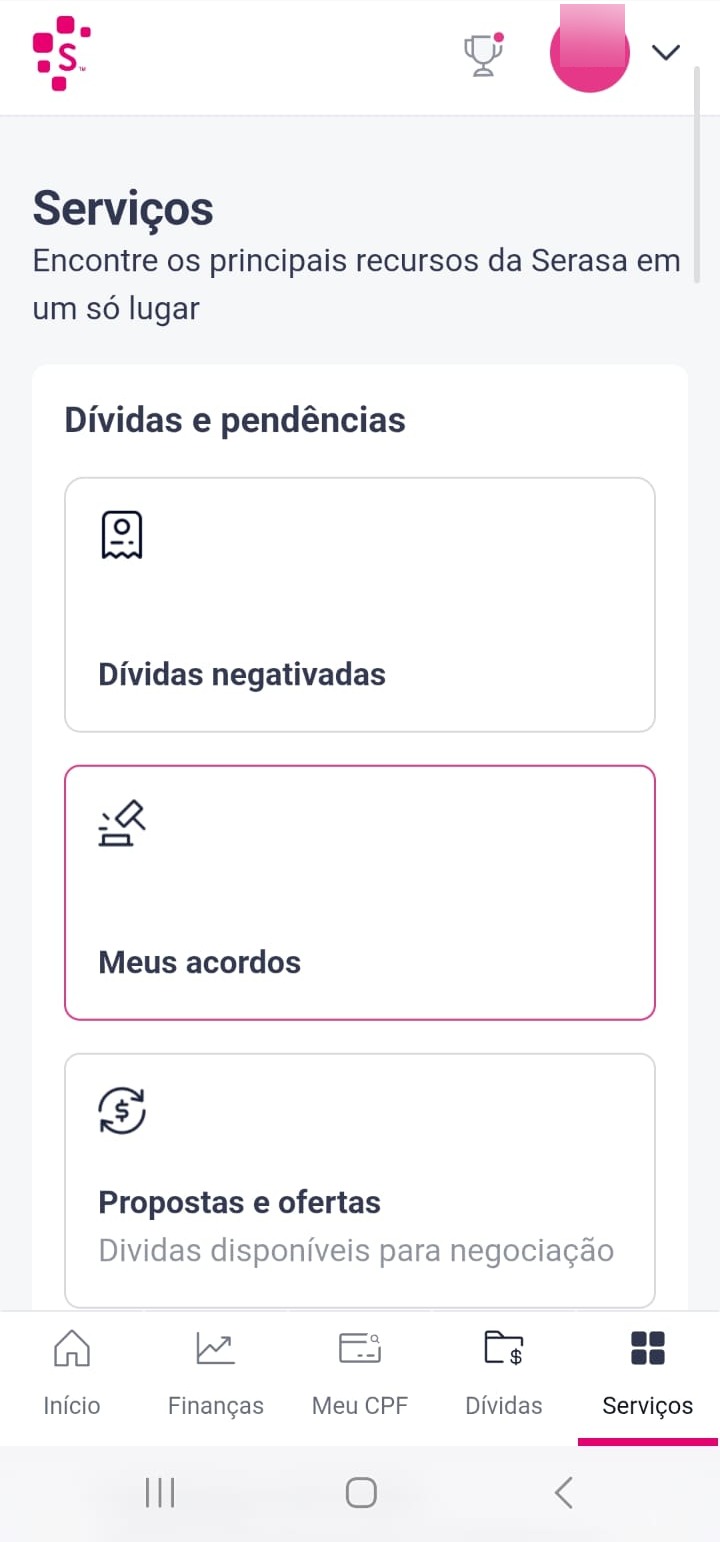 S
Serviços
Encontre os principais recursos da Serasa em
um só lugar
Dívidas e pendências
Dívidas negativadas
Meus acordos
$
Propostas e ofertas
Dividas disponíveis para negociação
$
Início
Finanças
Meu CPF
Dívidas
Serviços